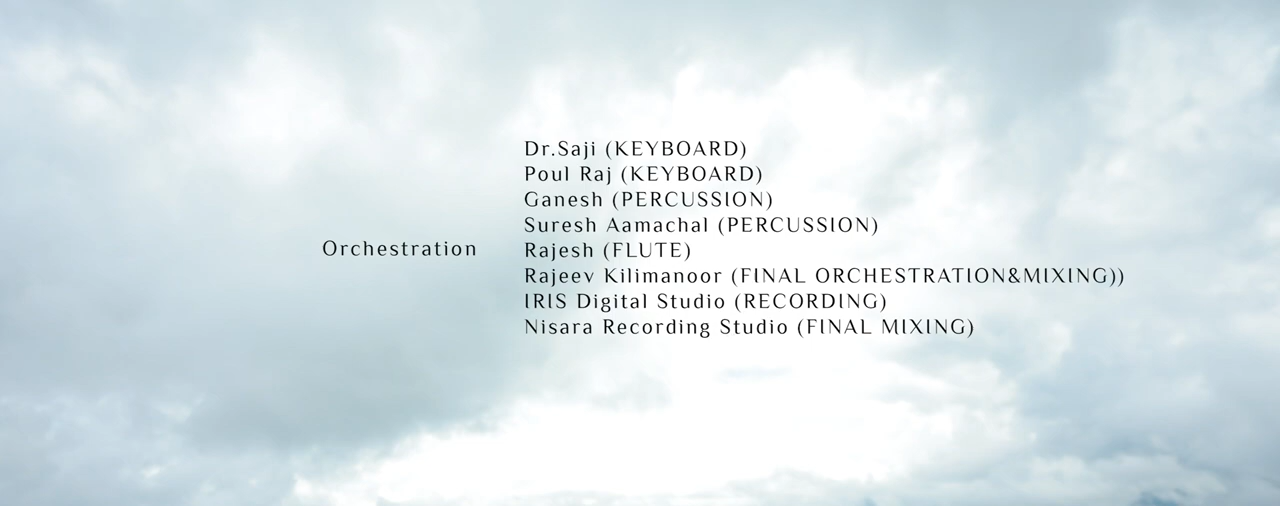 Dr.Saji (KEYBOARD)
Poul Raj (KEYBOARD)
Ganesh (PERCUSSION)
Suresh Aamachal (PERCUSSION)
Orchestration
Rajesh (FLUTE)
Rajeev Kilimanoor (FINAL ORCHESTRATION&MIXING))
IRIS Digital Studio (RECORDING)
Nisara Recording Studio (FINAL MIXING)